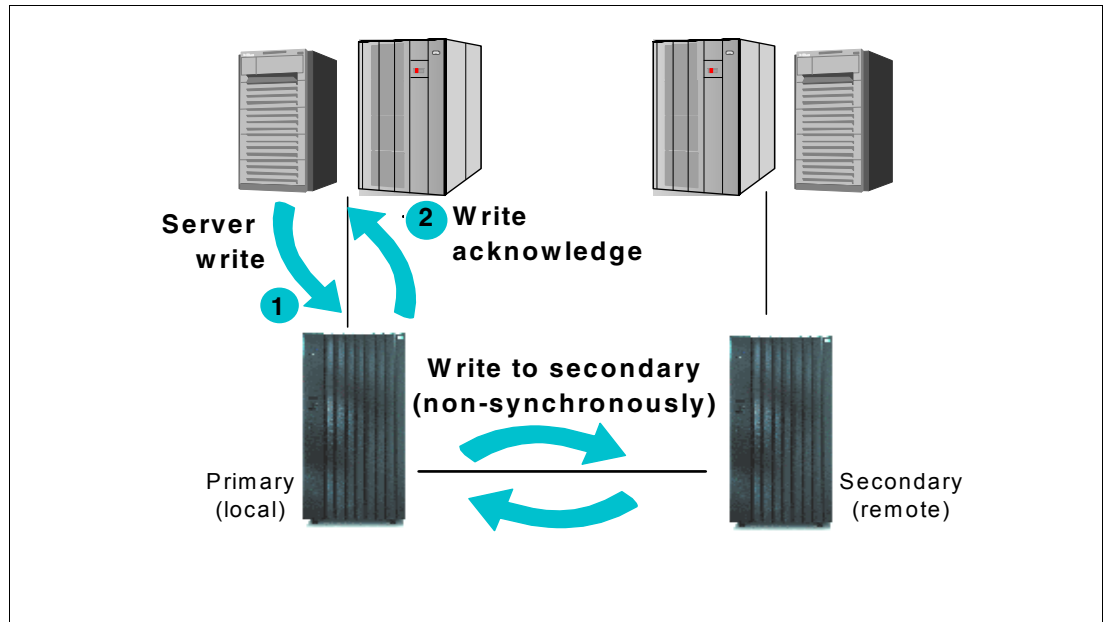 Server
write
1
2
Write
acknowledge
Write to secondary
(non-synchronously)
Primary
(local)
Secondary
(remote)